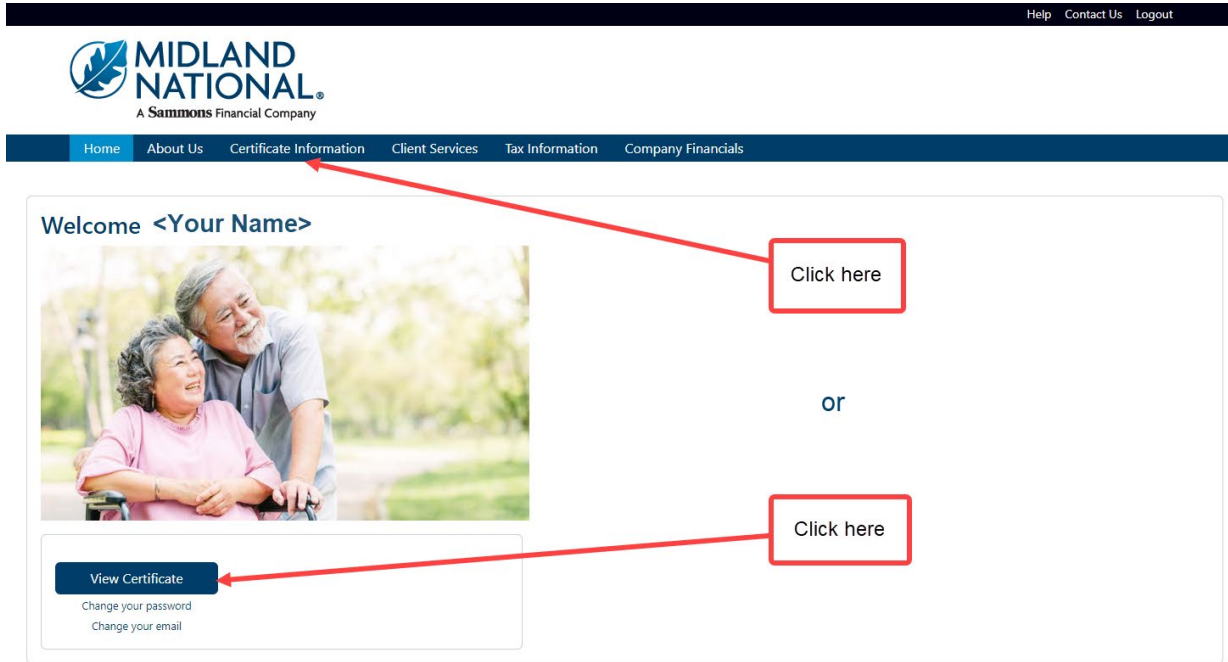 Help Contact Us Logout
MIDLAND
NATIONAL®
A Sammons Financial Company
Home About Us Certificate Information Client Services Tax Information Company Financials
Welcome <Your Name>
Click here
or
Click here
View Certificate
Change your password
Change your email